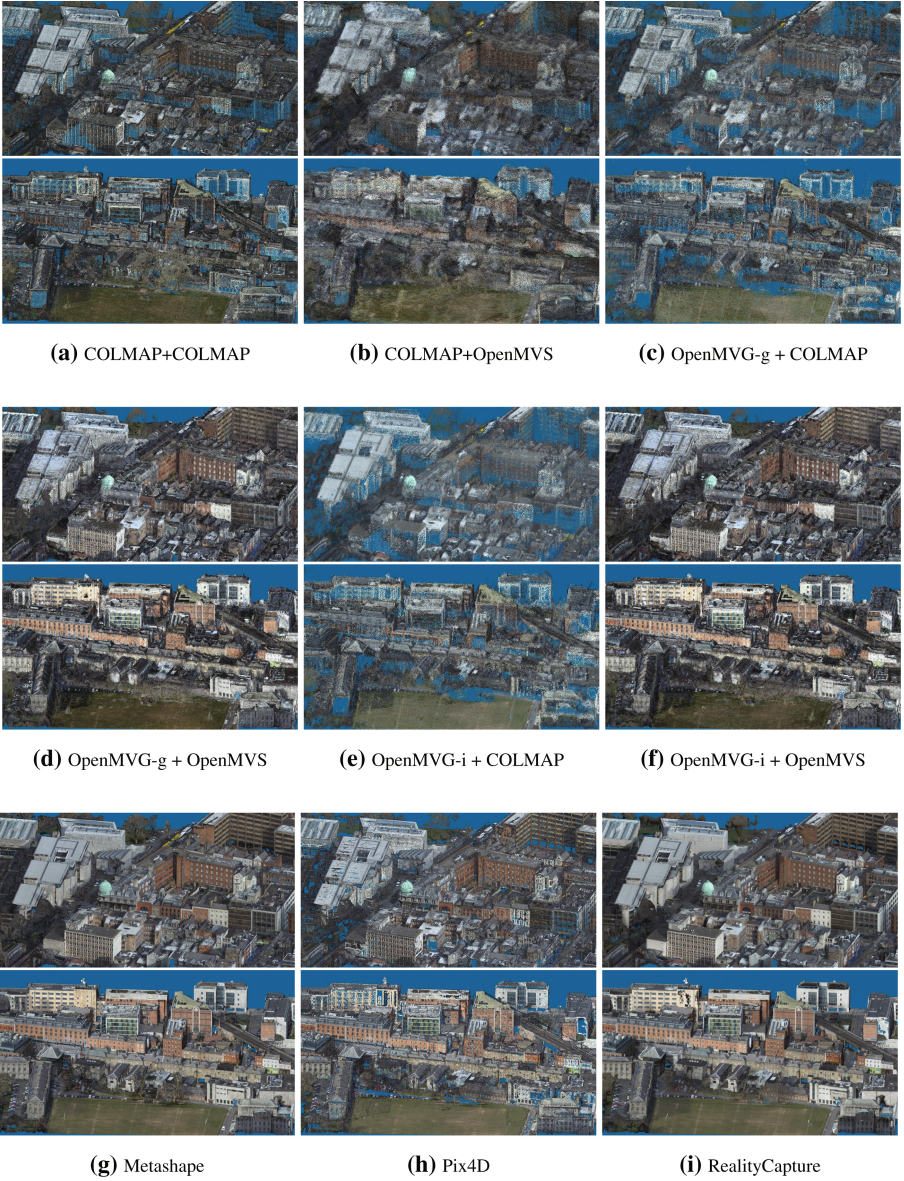 (a) COLMAP+COLMAP
(b) COLMAP+OpenMVS
(c) OpenMVG-g + COLMAP
(d) OpenMVG-g + OpenMVS
(e) OpenMVG-i + COLMAP
(f) OpenMVG-i + OpenMVS
(g) Metashape
(h) Pix4D
(i) RealityCapture